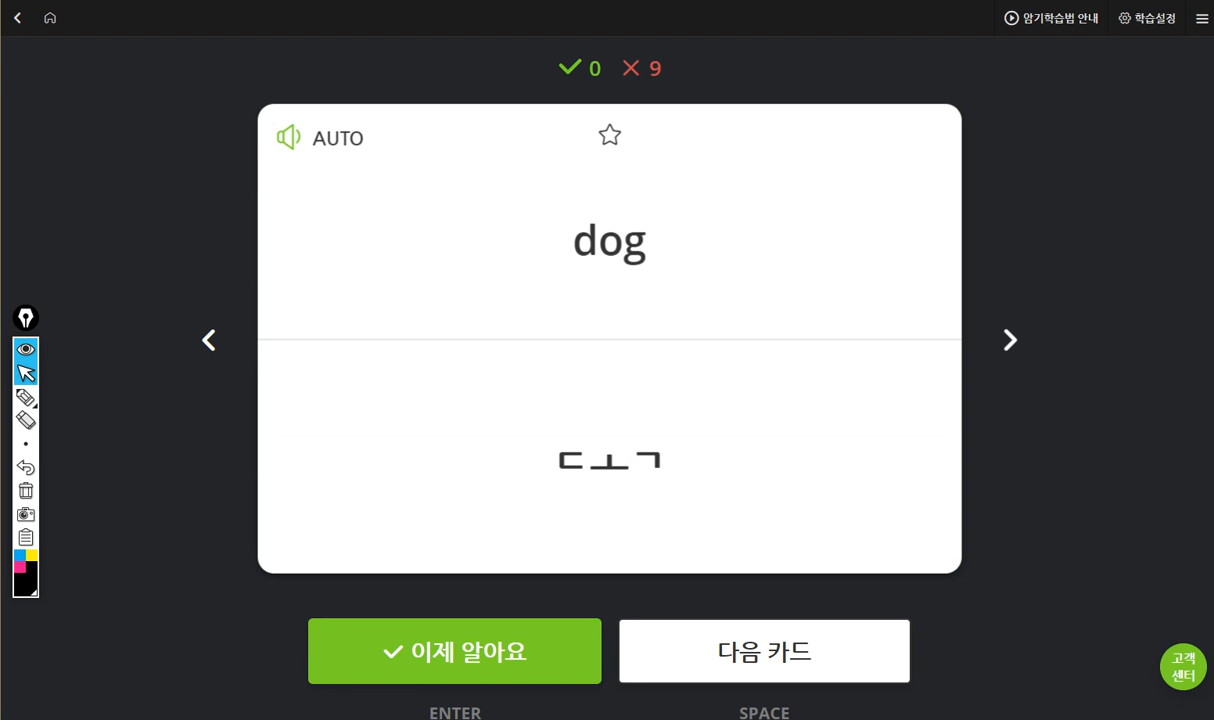 암기학습법 안내 학습설정
0 9
AUTO
dog
ㄷㅗㄱ
이제 알아요 다음 카드
ENTER SPACE
고객
센터